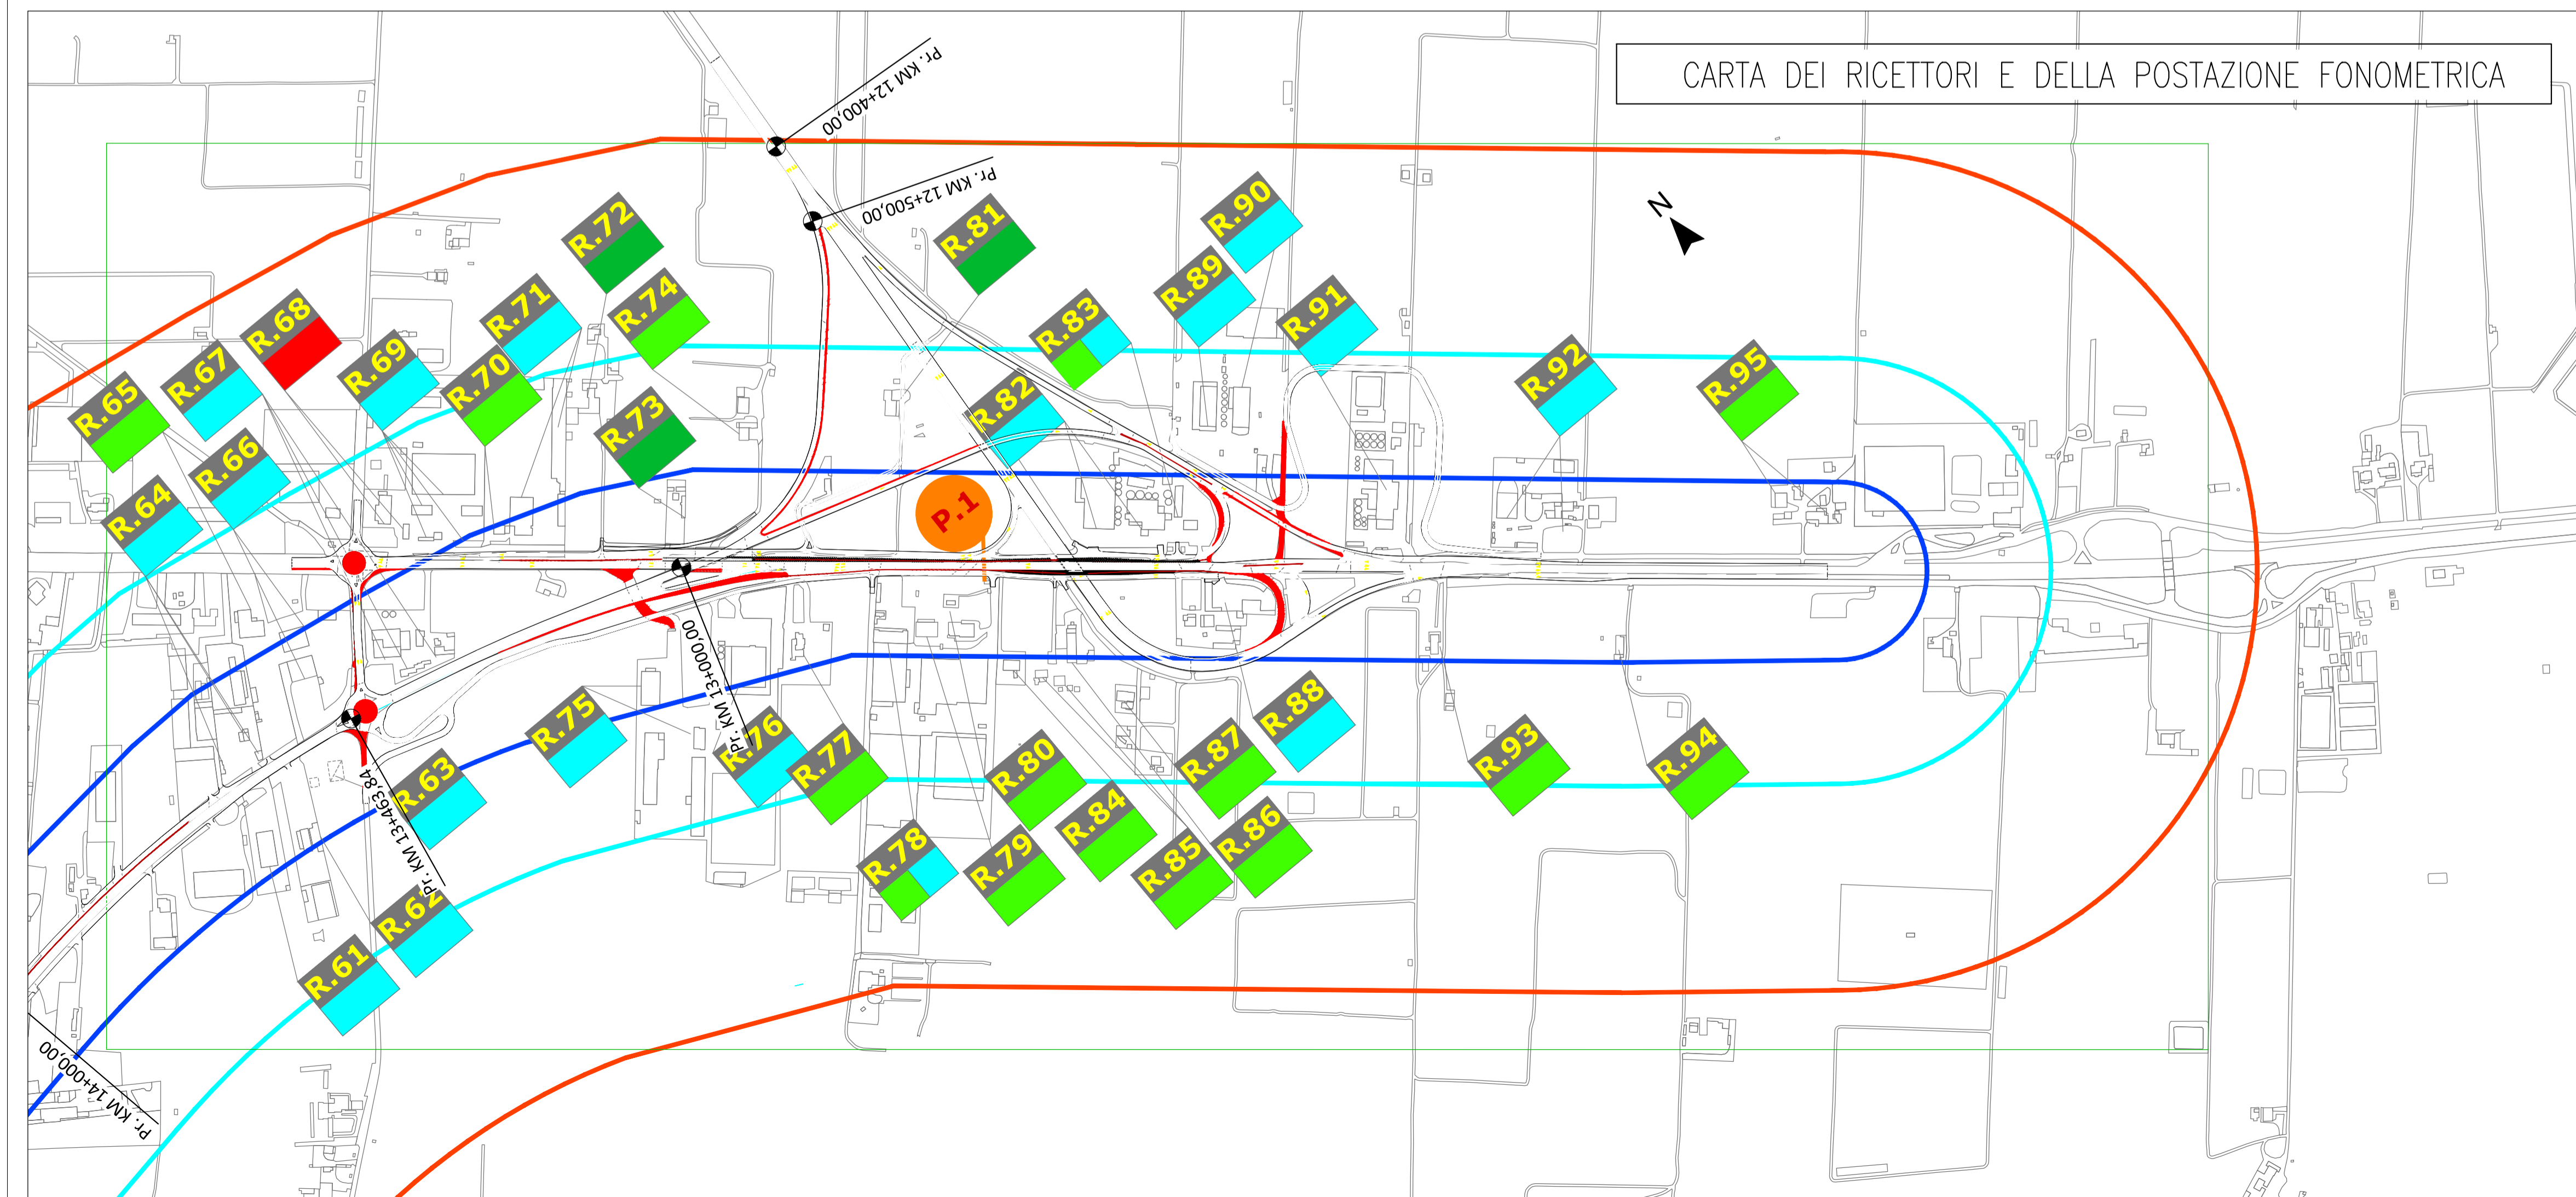 CARTA DEI RICETTORI E DELLA POSTAZIONE FONOMETRICA
Pr. KM 12+400,00
Pr. KM 12+500,00
N
R.72
R.81
R.90
R.71
R.74
R.83
R.89
R.91
R.68
R.67
R.69
R.70
R.65
R.73
R.82
R.92
R.95
R.66
R.64
P.1
Pr. KM 13+000,00
R.75
R.76
R.77
R.63
Pr. KM 13+463,84
R.80
R.87
R.88
R.93
R.94
R.78
R.79
R.84
R.85
R.86
R.62
R.61
Pr. KM 14+000,00